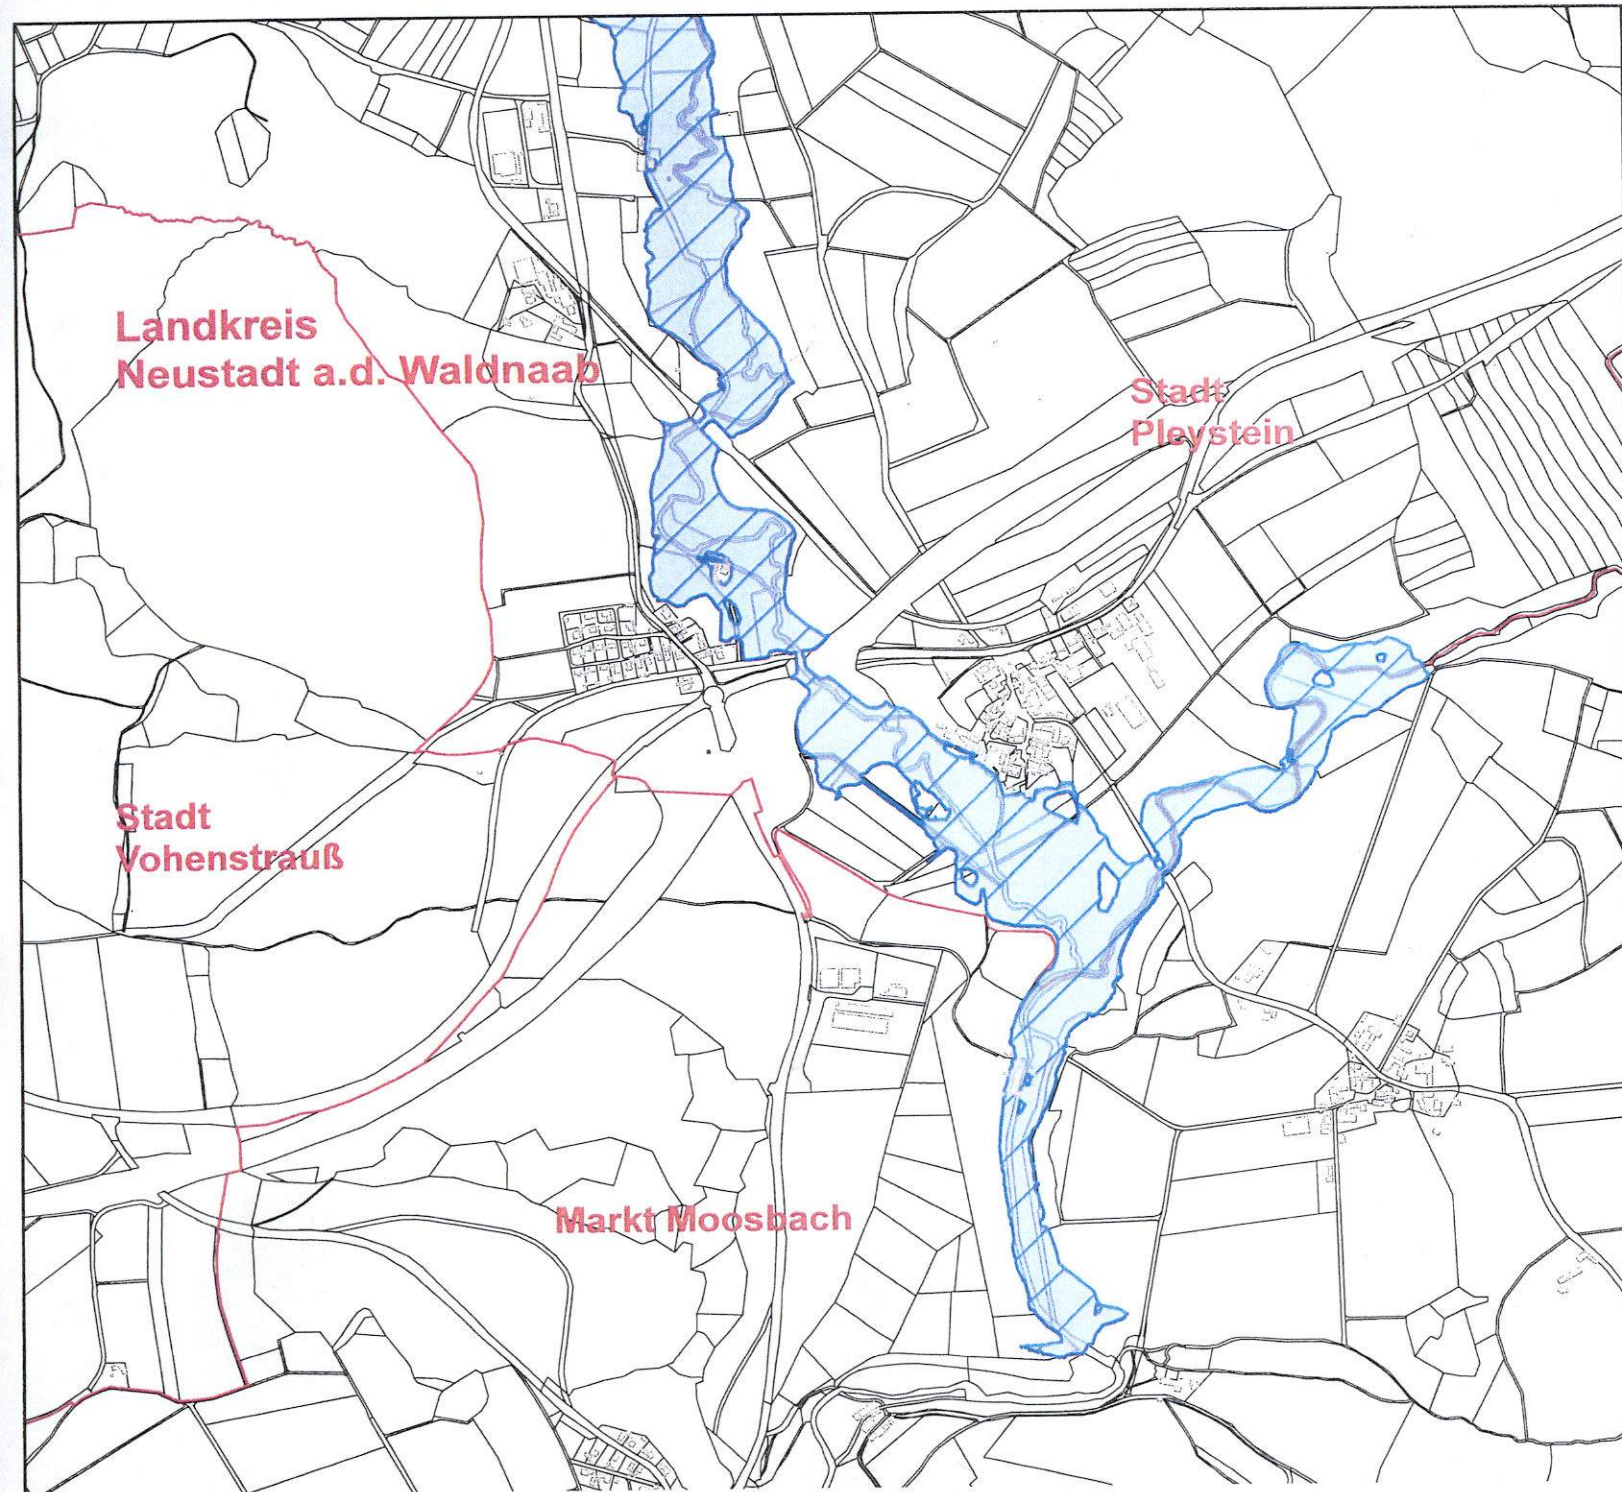 Landkreis
Neustadt a.d. Waldnaab
Stadt
Pleystein
Stadt
Vohenstrauß
Markt Moosbach